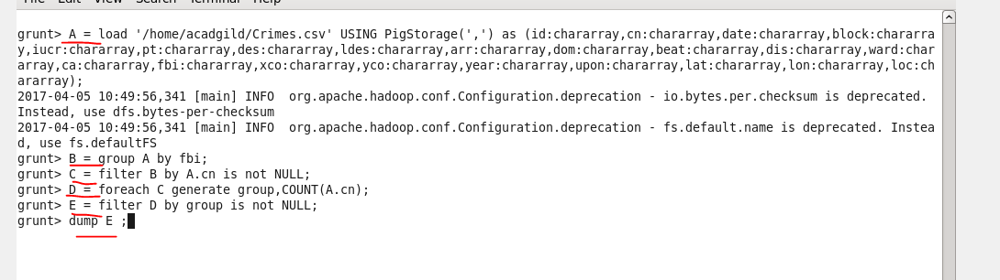 File Edit View Search Terminal Help
grunt> A = load '/home/acadgild/Crimes.csv' USING PigStorage(',') as (id:chararray,cn:chararray,date:chararray,block:chararra
y,iucr:chararray,pt:chararray,des:chararray,ldes:chararray,arr:chararray,dom:chararray,beat:chararray,dis:chararray,ward:char
array,ca:chararray,fbi:chararray,xco:chararray,yco:chararray,year:chararray,upon:chararray,lat:chararray,lon:chararray,loc:ch
ararray);
2017-04-05 10:49:56,341 [main] INFO  org.apache.hadoop.conf.Configuration.deprecation - io.bytes.per.checksum is deprecated.
Instead, use dfs.bytes-per-checksum
2017-04-05 10:49:56,341 [main] INFO  org.apache.hadoop.conf.Configuration.deprecation - fs.default.name is deprecated. Instea
d, use fs.defaultFS
grunt> B = group A by fbi;
grunt> C = filter B by A.cn is not NULL;
grunt> D = foreach C generate group,COUNT(A.cn);
grunt> E = filter D by group is not NULL;
grunt> dump E ;